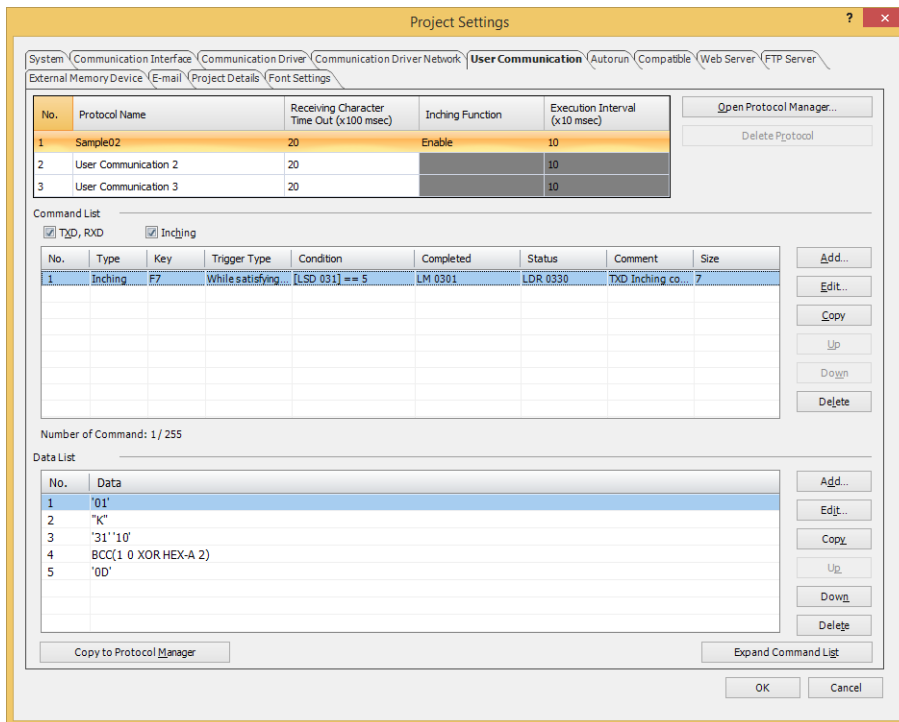 Project Settings
? ×
System Communication Interface Communication Driver Communication Driver Network User Communication Autorun Compatible Web Server FTP Server
External Memory Device E-mail Project Details Font Settings
No. Protocol Name Receiving Character Time Out (x100 msec) Inching Function Execution Interval (x10 msec)
Open Protocol Manager...
1 Sample02 20 Enable 10
Delete Protocol
2 User Communication 2 20 10
3 User Communication 3 20 10
Command List
TXD, RXD Inching
No. Type Key Trigger Type Condition Completed Status Comment Size
Add...
1 Inching F7 While satisfying... [LSD 031] == 5 LM 0301 LDR 0330 TXD Inching co... 7
Edit...
Copy
Up
Down
Delete
Number of Command: 1 / 255
Data List
No. Data
Add...
1 '01'
Edit...
2 "K"
3 '31' '10'
Copy
4 BCC(1 0 XOR HEX-A 2)
5 '0D'
Up
Down
Delete
Copy to Protocol Manager
Expand Command List
OK Cancel